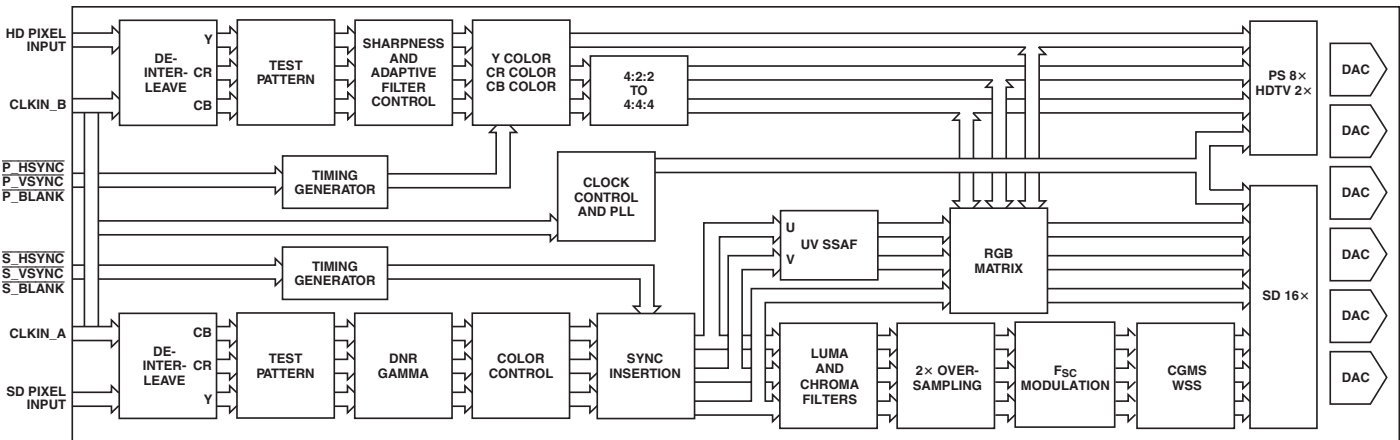 HD PIXEL
INPUT
CLKIN_B
P_HSYNC
P_VSYNC
P_BLANK
S_HSYNC
S_VSYNC
S_BLANK
CLKIN_A
SD PIXEL
INPUT
DE-
INTER-
LEAVE
Y
CR
CB
TEST
PATTERN
SHARPNESS
AND
ADAPTIVE
FILTER
CONTROL
Y COLOR
CR COLOR
CB COLOR
4:2:2
TO
4:4:4
PS 8×
HDTV 2×
TIMING
GENERATOR
CLOCK
CONTROL
AND PLL
TIMING
GENERATOR
U
V
UV SSAF
RGB
MATRIX
SD 16×
DE-
INTER-
LEAVE
CB
CR
Y
TEST
PATTERN
DNR
GAMMA
COLOR
CONTROL
SYNC
INSERTION
LUMA
AND
CHROMA
FILTERS
2× OVER-
SAMPLING
FSC
MODULATION
CGMS
WSS
DAC
DAC
DAC
DAC
DAC
DAC